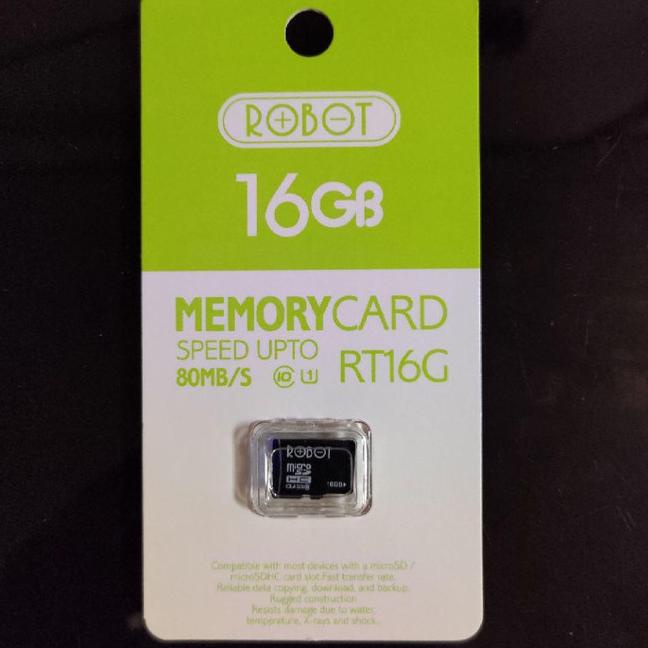 ROBOT
16GB
MEMORYCARD
SPEED UPTO
80MB/S
RT16G
ROBOT
micro
16GB
Compatible with most devices with a microSD /
microSDHC card slot.Fast transfer rate.
Reliable data copying, download, and backup.
Rugged construction
Resists damage due to water,
temperature, X-rays and shock.